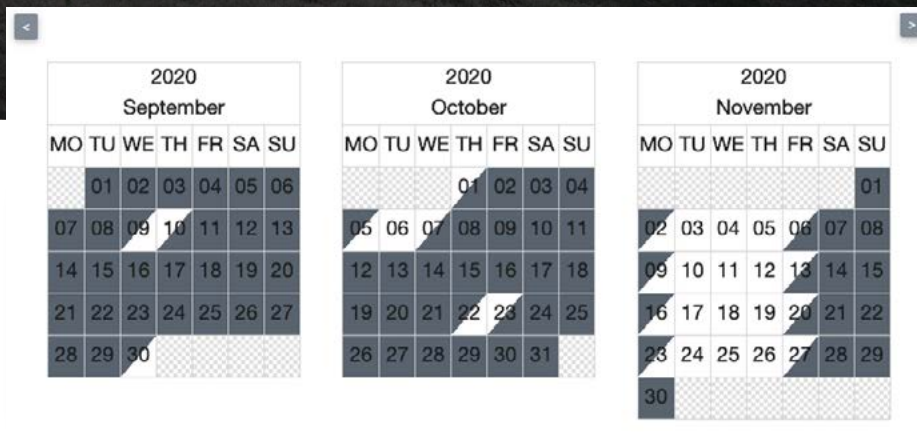 <
>
2020
September
MO TU WE TH FR SA SU
01 02 03 04 05 06
07 08 09 10 11 12 13
14 15 16 17 18 19 20
21 22 23 24 25 26 27
28 29 30
2020
October
MO TU WE TH FR SA SU
01 02 03 04
05 06 07 08 09 10 11
12 13 14 15 16 17 18
19 20 21 22 23 24 25
26 27 28 29 30 31
2020
November
MO TU WE TH FR SA SU
01
02 03 04 05 06 07 08
09 10 11 12 13 14 15
16 17 18 19 20 21 22
23 24 25 26 27 28 29
30